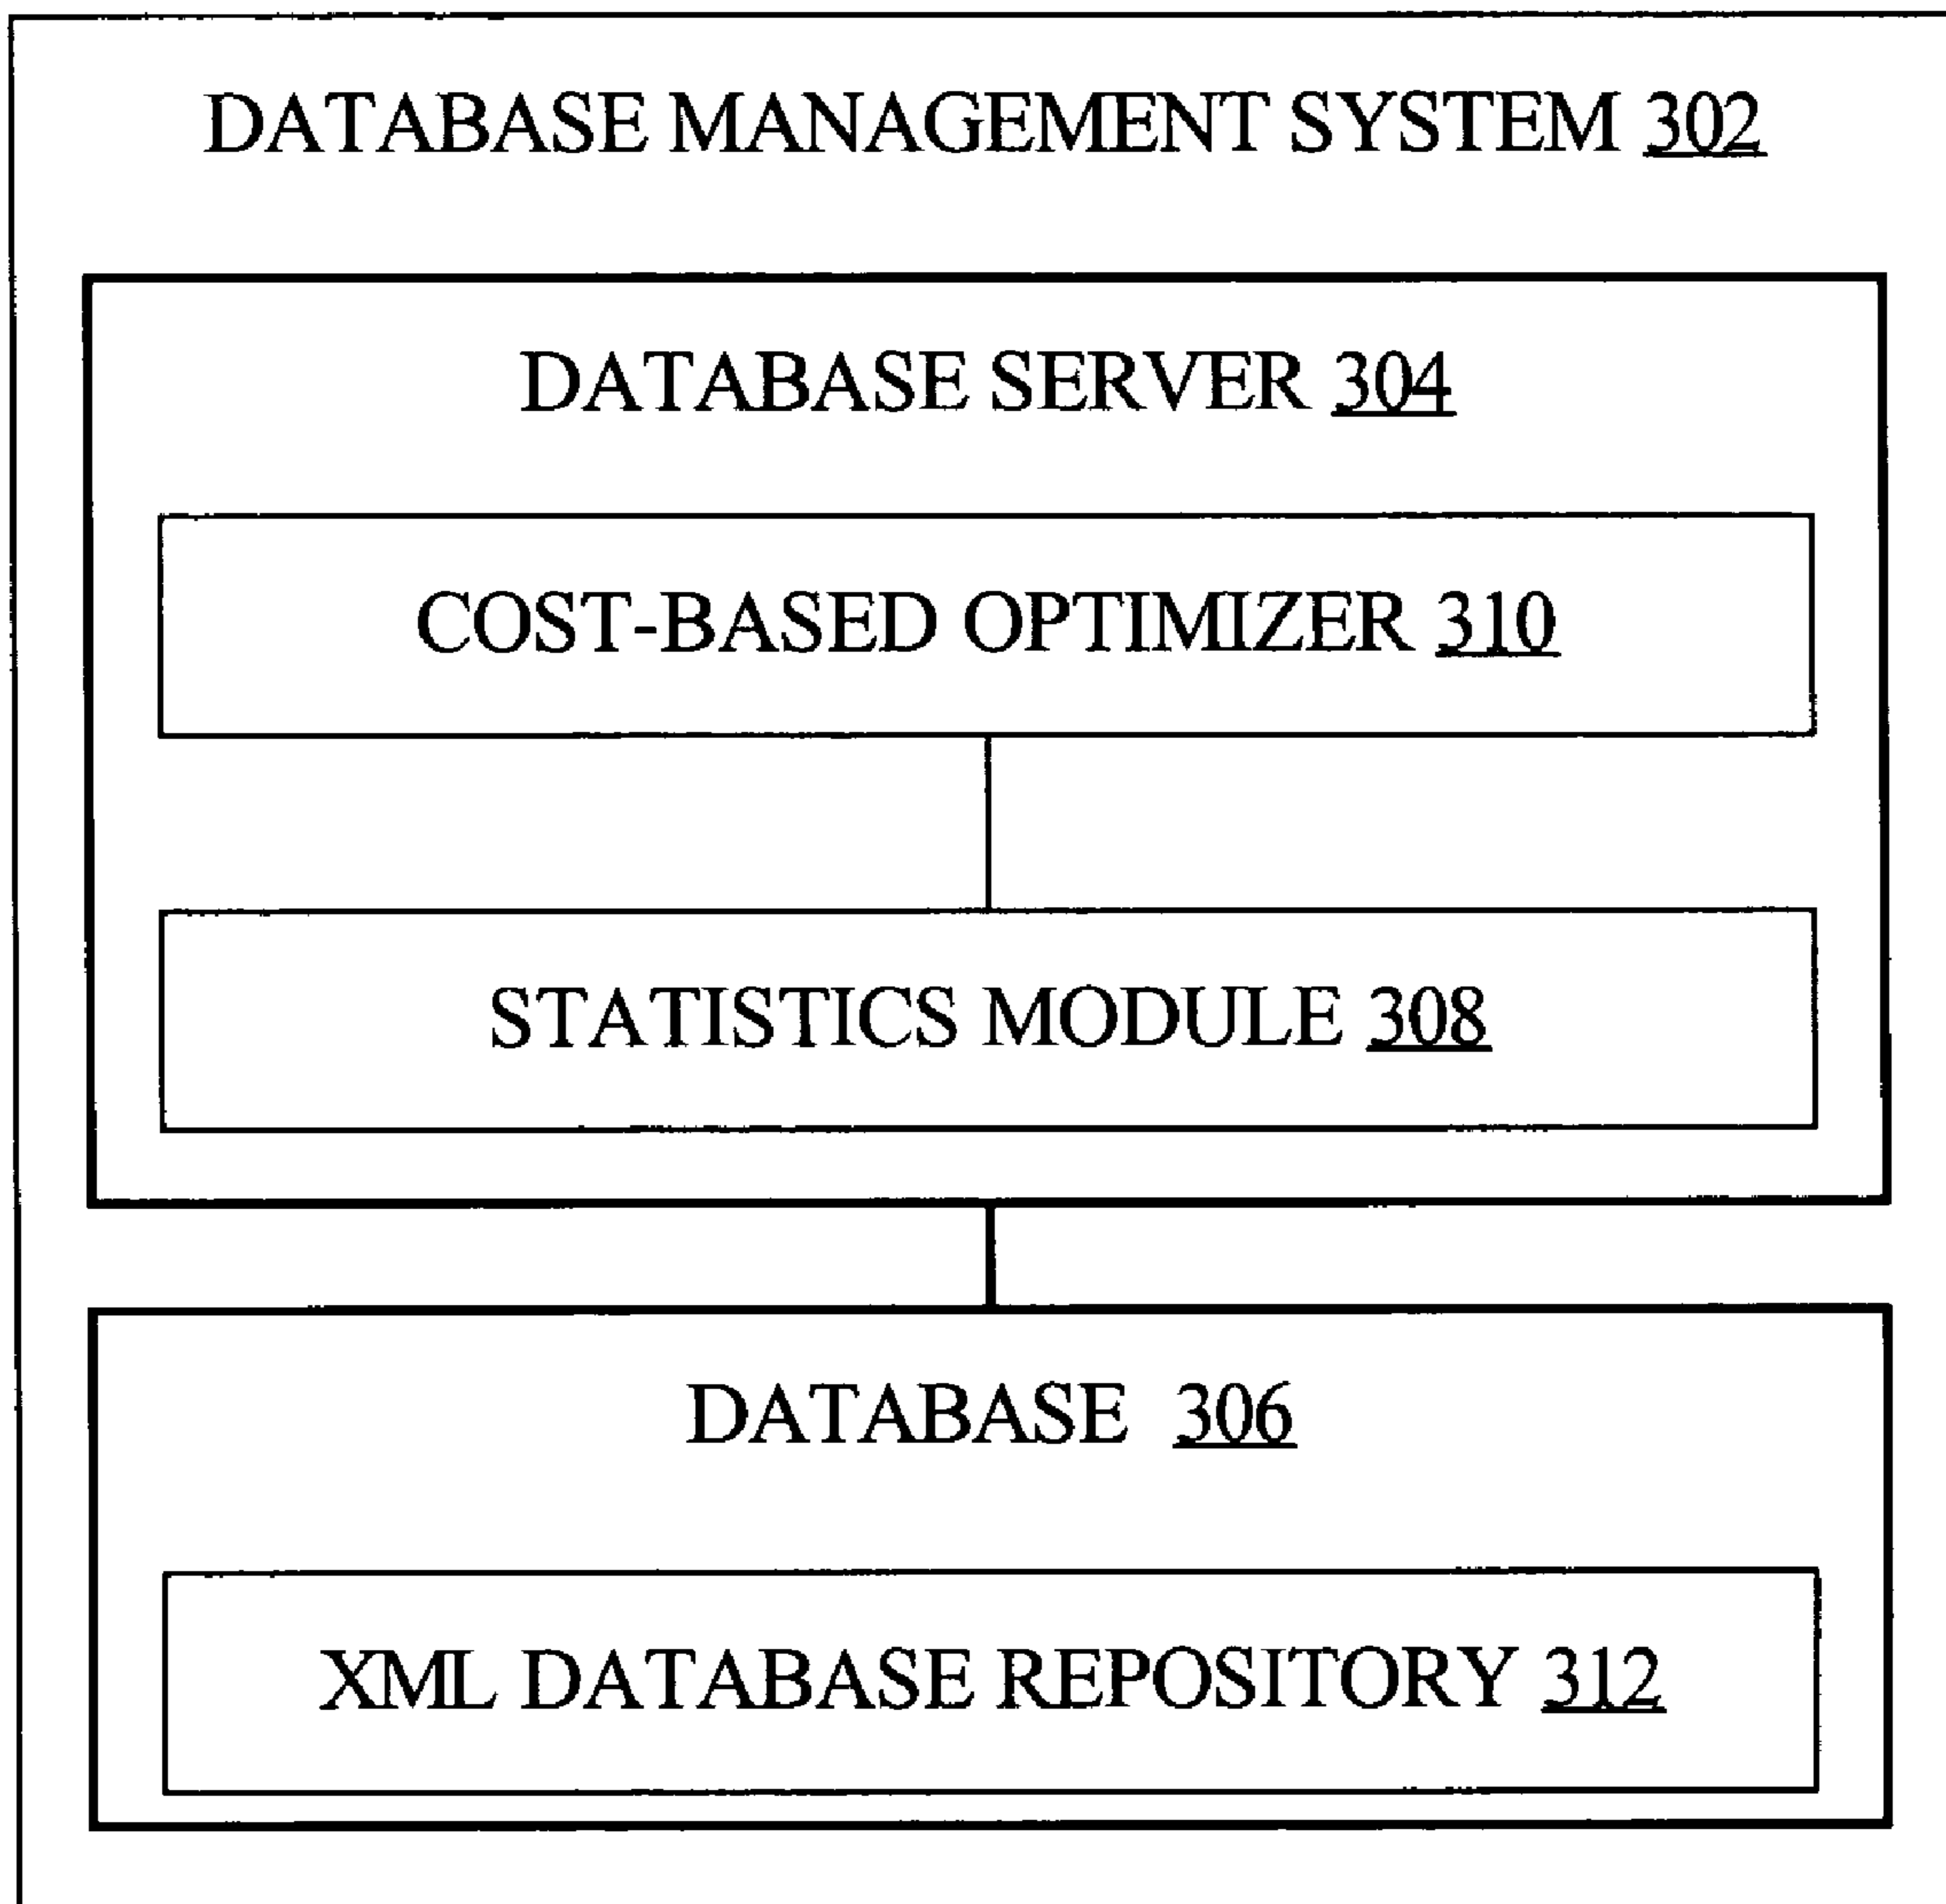 DATABASE MANAGEMENT SYSTEM 302
DATABASE SERVER 304
COST-BASED OPTIMIZER 310
STATISTICS MODULE 308
DATABASE 306
XML DATABASE REPOSITORY 312